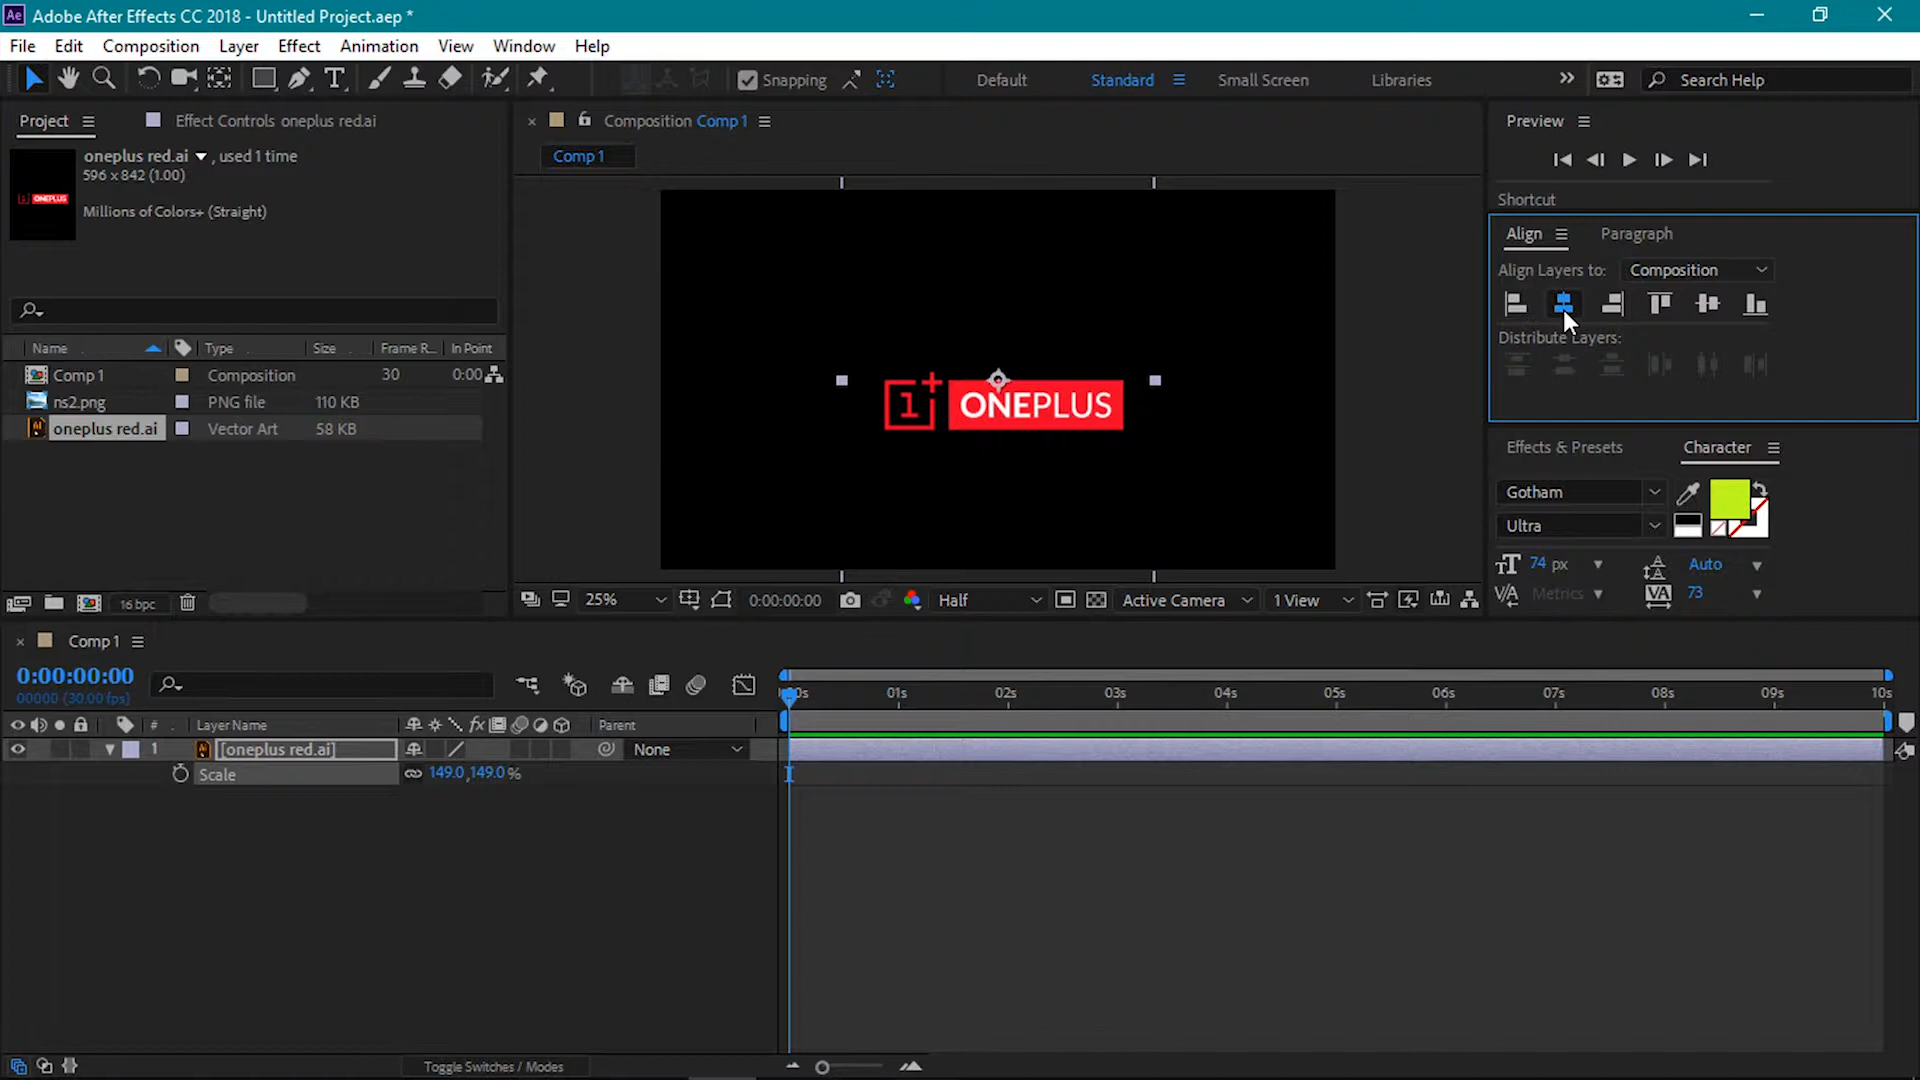 Ae Adobe After Effects CC 2018 - Untitled Project.aep *
File Edit Composition Layer Effect Animation View Window Help
Snapping Default Standard Small Screen Libraries Search Help
Project Effect Controls oneplus red.ai
oneplus red.ai , used 1 time
596 x 842 (1.00)
Millions of Colors+ (Straight)
ONEPLUS
Name Type Size Frame R... In Point
Comp 1 Composition 30 0:00
ns2.png PNG file 110 KB
oneplus red.ai Vector Art 58 KB
16 bpc
Composition Comp 1
Comp 1
1 ONEPLUS
25% 0:00:00:00 Half Active Camera 1 View
Preview
Shortcut
Align Paragraph
Align Layers to: Composition
Distribute Layers:
Effects & Presets Character
Gotham
Ultra
74 px Auto
Metrics 73
Comp 1
0:00:00:00
00000 (30.00 fps)
01s 02s 03s 04s 05s 06s 07s 08s 09s 10s
# Layer Name fx Parent
1 [oneplus red.ai] None
Scale 149.0,149.0%
Toggle Switches / Modes